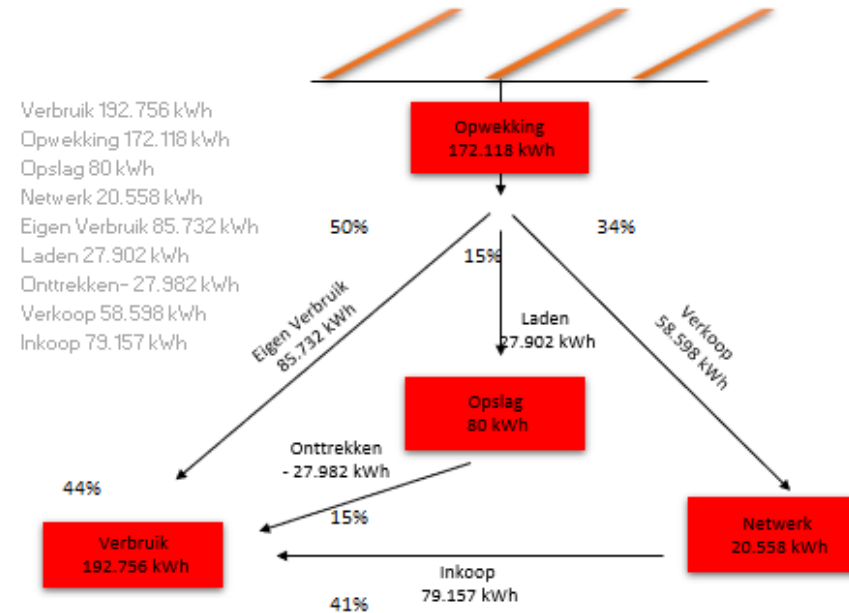 Verbruik 192.756 kWh
Opwekking 172.118 kWh
Opslag 80 kWh
Netwerk 20.558 kWh
Eigen Verbruik 85.732 kWh
Laden 27.902 kWh
Onttrekken- 27.982 kWh
Verkoop 58.598 kWh
Inkoop 79.157 kWh
Opwekking
172.118 kWh
50%
15%
34%
Eigen Verbruik
85.732 kWh
Laden
27.902 kWh
Verkoop
58.598 kWh
Opslag
80 kWh
Onttrekken
- 27.982 kWh
44%
15%
Verbruik
192.756 kWh
Netwerk
20.558 kWh
Inkoop
79.157 kWh
41%